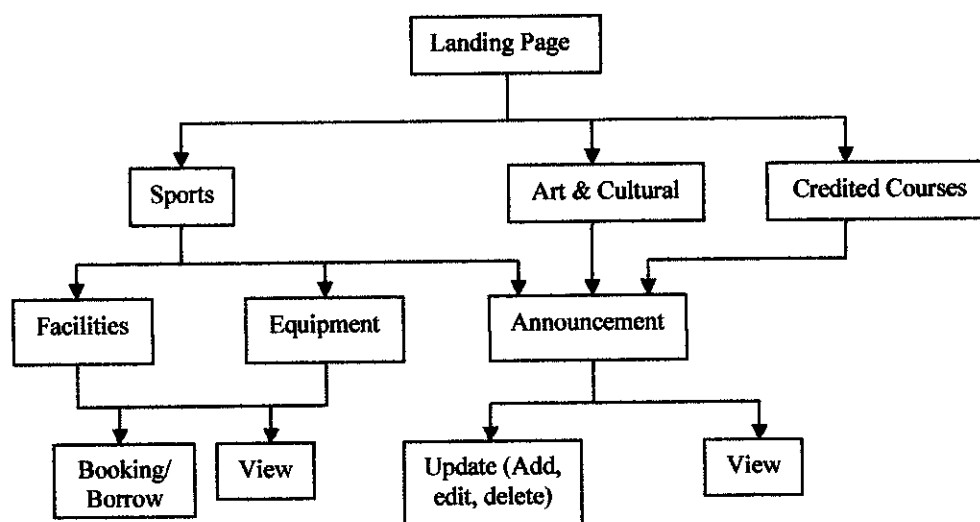 Landing Page
Sports
Art & Cultural
Credited Courses
Facilities
Equipment
Announcement
Booking/
Borrow
View
Update (Add,
edit, delete)
View